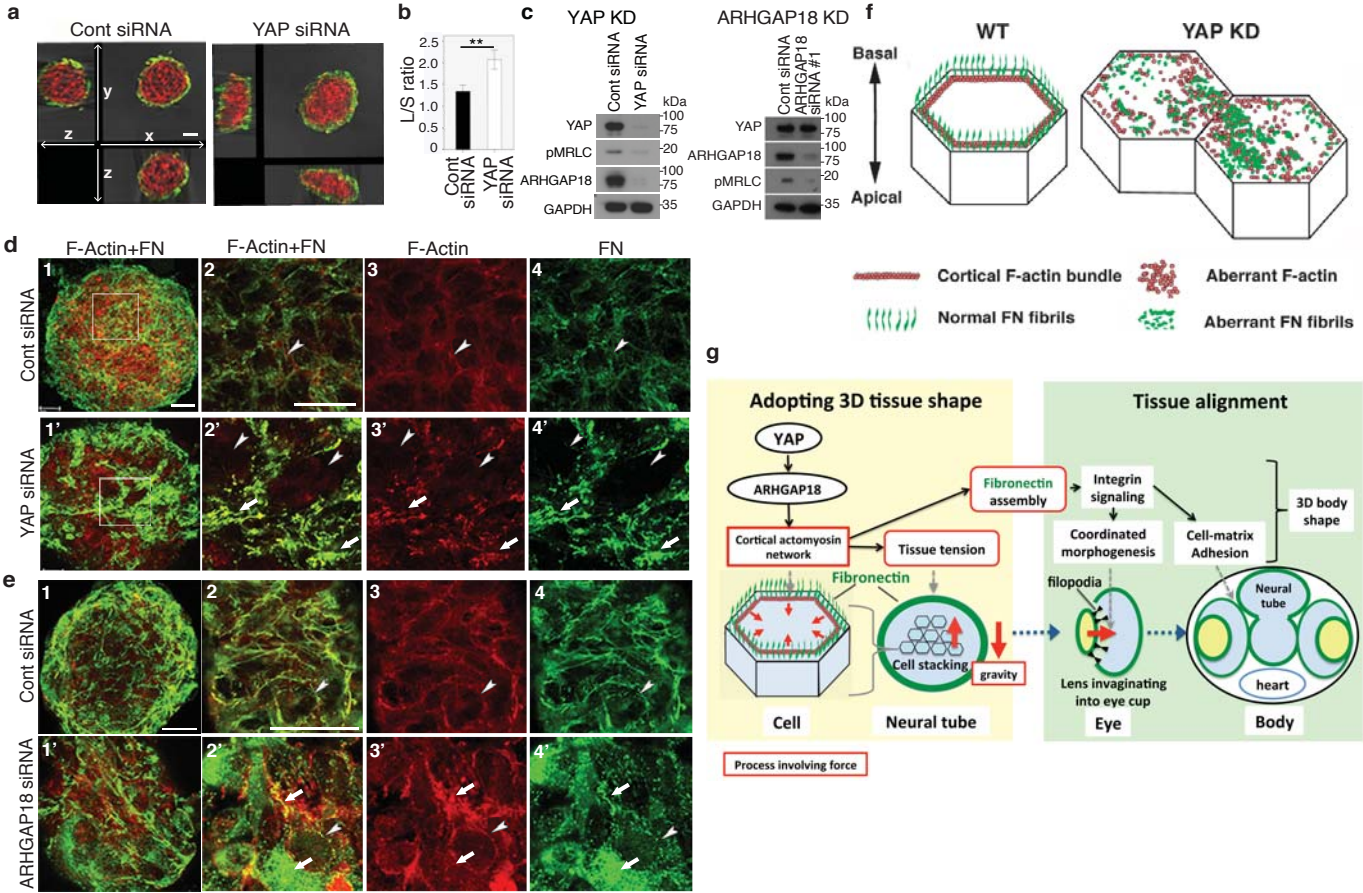 a
Cont siRNA
YAP siRNA
y
z
x
z
b
L/S ratio
2.5
2.0
1.5
1.0
0.5
0
**
Cont
siRNA
YAP
siRNA
c
YAP KD
Cont siRNA
YAP siRNA
kDa
YAP
100
75
pMRLC
20
ARHGAP18
100
75
GAPDH
35
ARHGAP18 KD
Cont siRNA
ARHGAP18
siRNA #1
kDa
YAP
100
75
ARHGAP18
100
75
pMRLC
20
GAPDH
35
d
F-Actin+FN
F-Actin+FN
F-Actin
FN
Cont siRNA
1
2
3
4
YAP siRNA
1'
2'
3'
4'
e
Cont siRNA
1
2
3
4
ARHGAP18 siRNA
1'
2'
3'
4'
f
WT
YAP KD
Basal
Apical
Cortical F-actin bundle
Aberrant F-actin
Normal FN fibrils
Aberrant FN fibrils
g
Adopting 3D tissue shape
Tissue alignment
YAP
ARHGAP18
Cortical actomyosin
network
Tissue tension
Fibronectin
assembly
Integrin
signaling
Coordinated
morphogenesis
Cell-matrix
Adhesion
3D body
shape
Fibronectin
Cell stacking
gravity
filopodia
Lens invaginating
into eye cup
Neural
tube
heart
Cell
Neural tube
Eye
Body
Process involving force